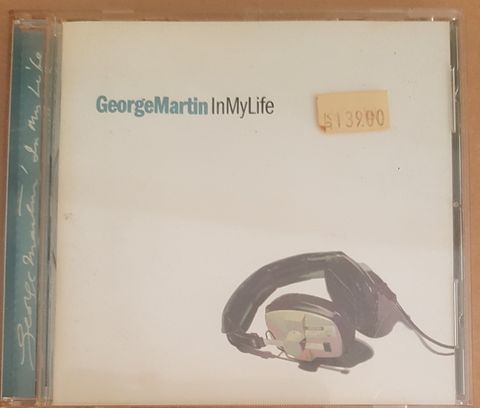 GeorgeMartin InMyLife
139.00
George Martin In My Life